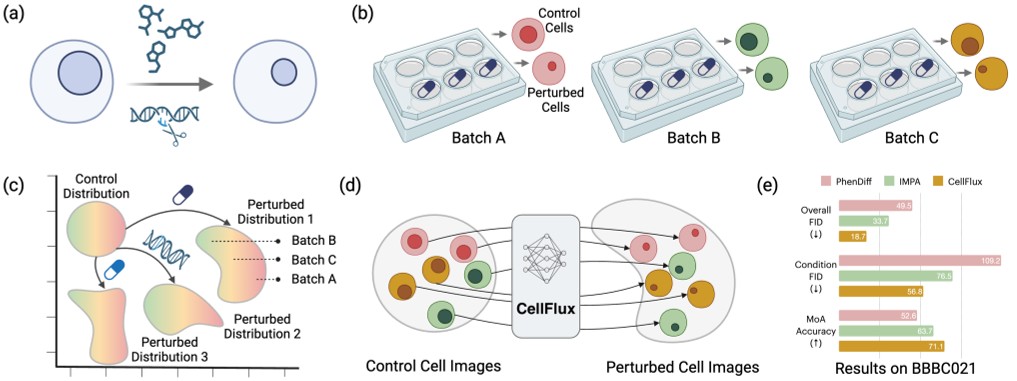 (a)
(b)
Control
Cells
Perturbed
Cells
Batch A
Batch B
Batch C
(c)
Control
Distribution
Perturbed
Distribution 1
Batch B
Batch C
Batch A
Perturbed
Distribution 2
Perturbed
Distribution 3
(d)
CellFlux
Control Cell Images
Perturbed Cell Images
(e)
PhenDiff IMPA CellFlux
Overall
FID
(↓)
49.5
33.7
18.7
Condition
FID
(↓)
109.2
76.5
56.8
MoA
Accuracy
(↑)
52.6
63.7
71.1
Results on BBBC021